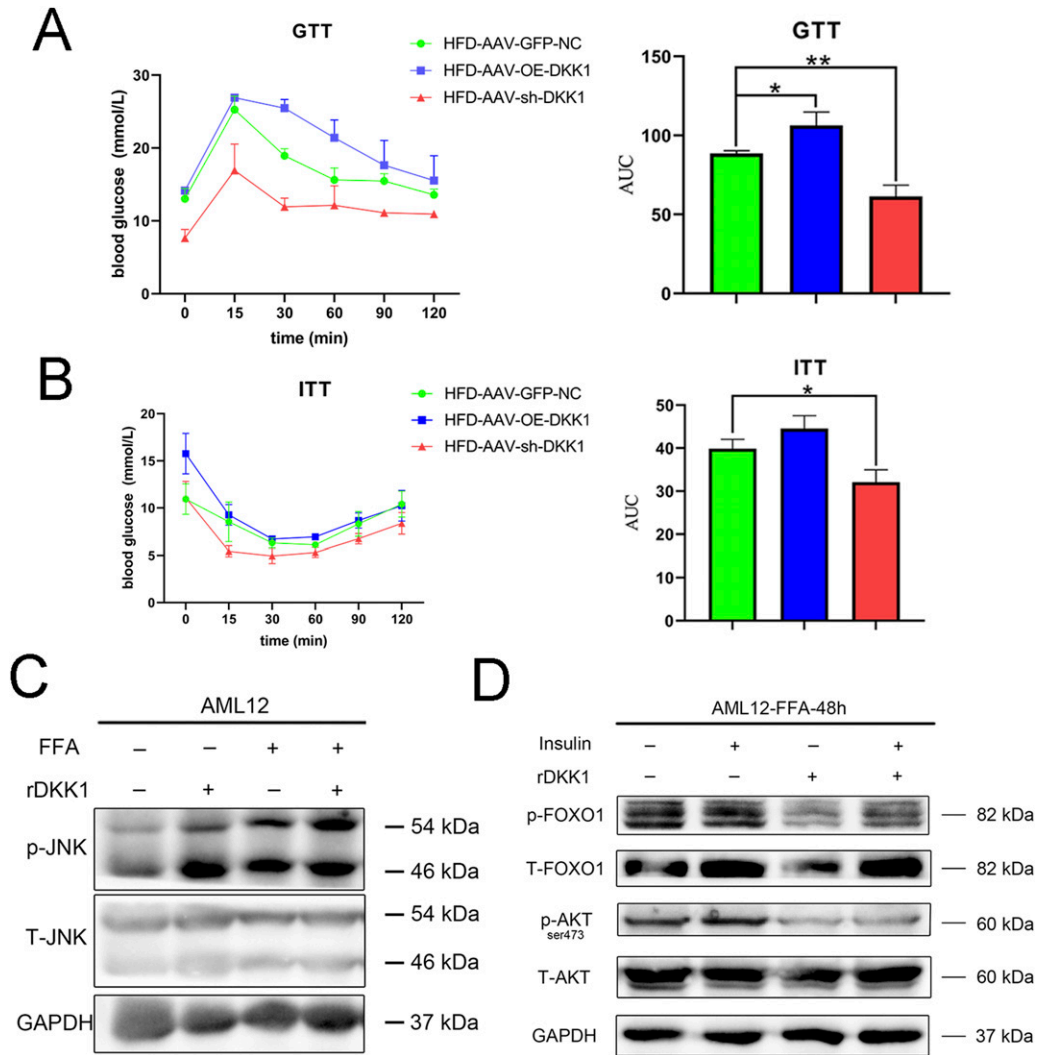 A
GTT
HFD-AAV-GFP-NC
HFD-AAV-OE-DKK1
HFD-AAV-sh-DKK1
blood glucose (mmol/L)
30
20
10
0
0 15 30 60 90 120
time (min)
GTT
AUC
150
100
50
0
**
*
B
ITT
HFD-AAV-GFP-NC
HFD-AAV-OE-DKK1
HFD-AAV-sh-DKK1
blood glucose (mmol/L)
20
15
10
5
0
0 15 30 60 90 120
time (min)
ITT
AUC
50
40
30
20
10
0
*
C
AML12
FFA – – + +
rDKK1 – + – +
p-JNK
54 kDa
46 kDa
T-JNK
54 kDa
46 kDa
GAPDH
37 kDa
D
AML12-FFA-48h
Insulin – + – +
rDKK1 – – + +
p-FOXO1 82 kDa
T-FOXO1 82 kDa
p-AKT 60 kDa
ser473
T-AKT 60 kDa
GAPDH 37 kDa